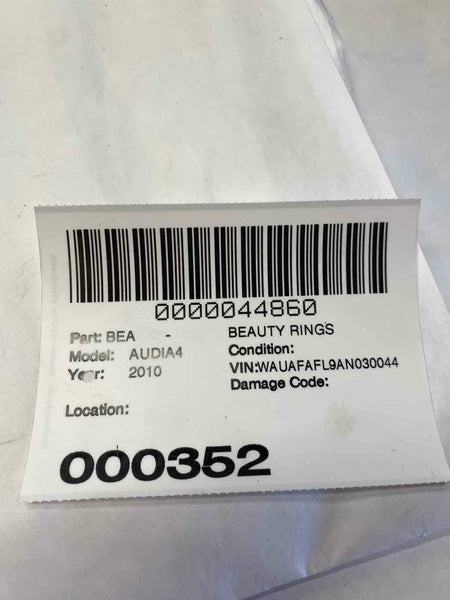 0000044860
Part: BEA - BEAUTY RINGS
Model: AUDIA4 Condition:
Year: 2010 VIN:WAUAFAFL9AN030044
Damage Code:
Location:
000352